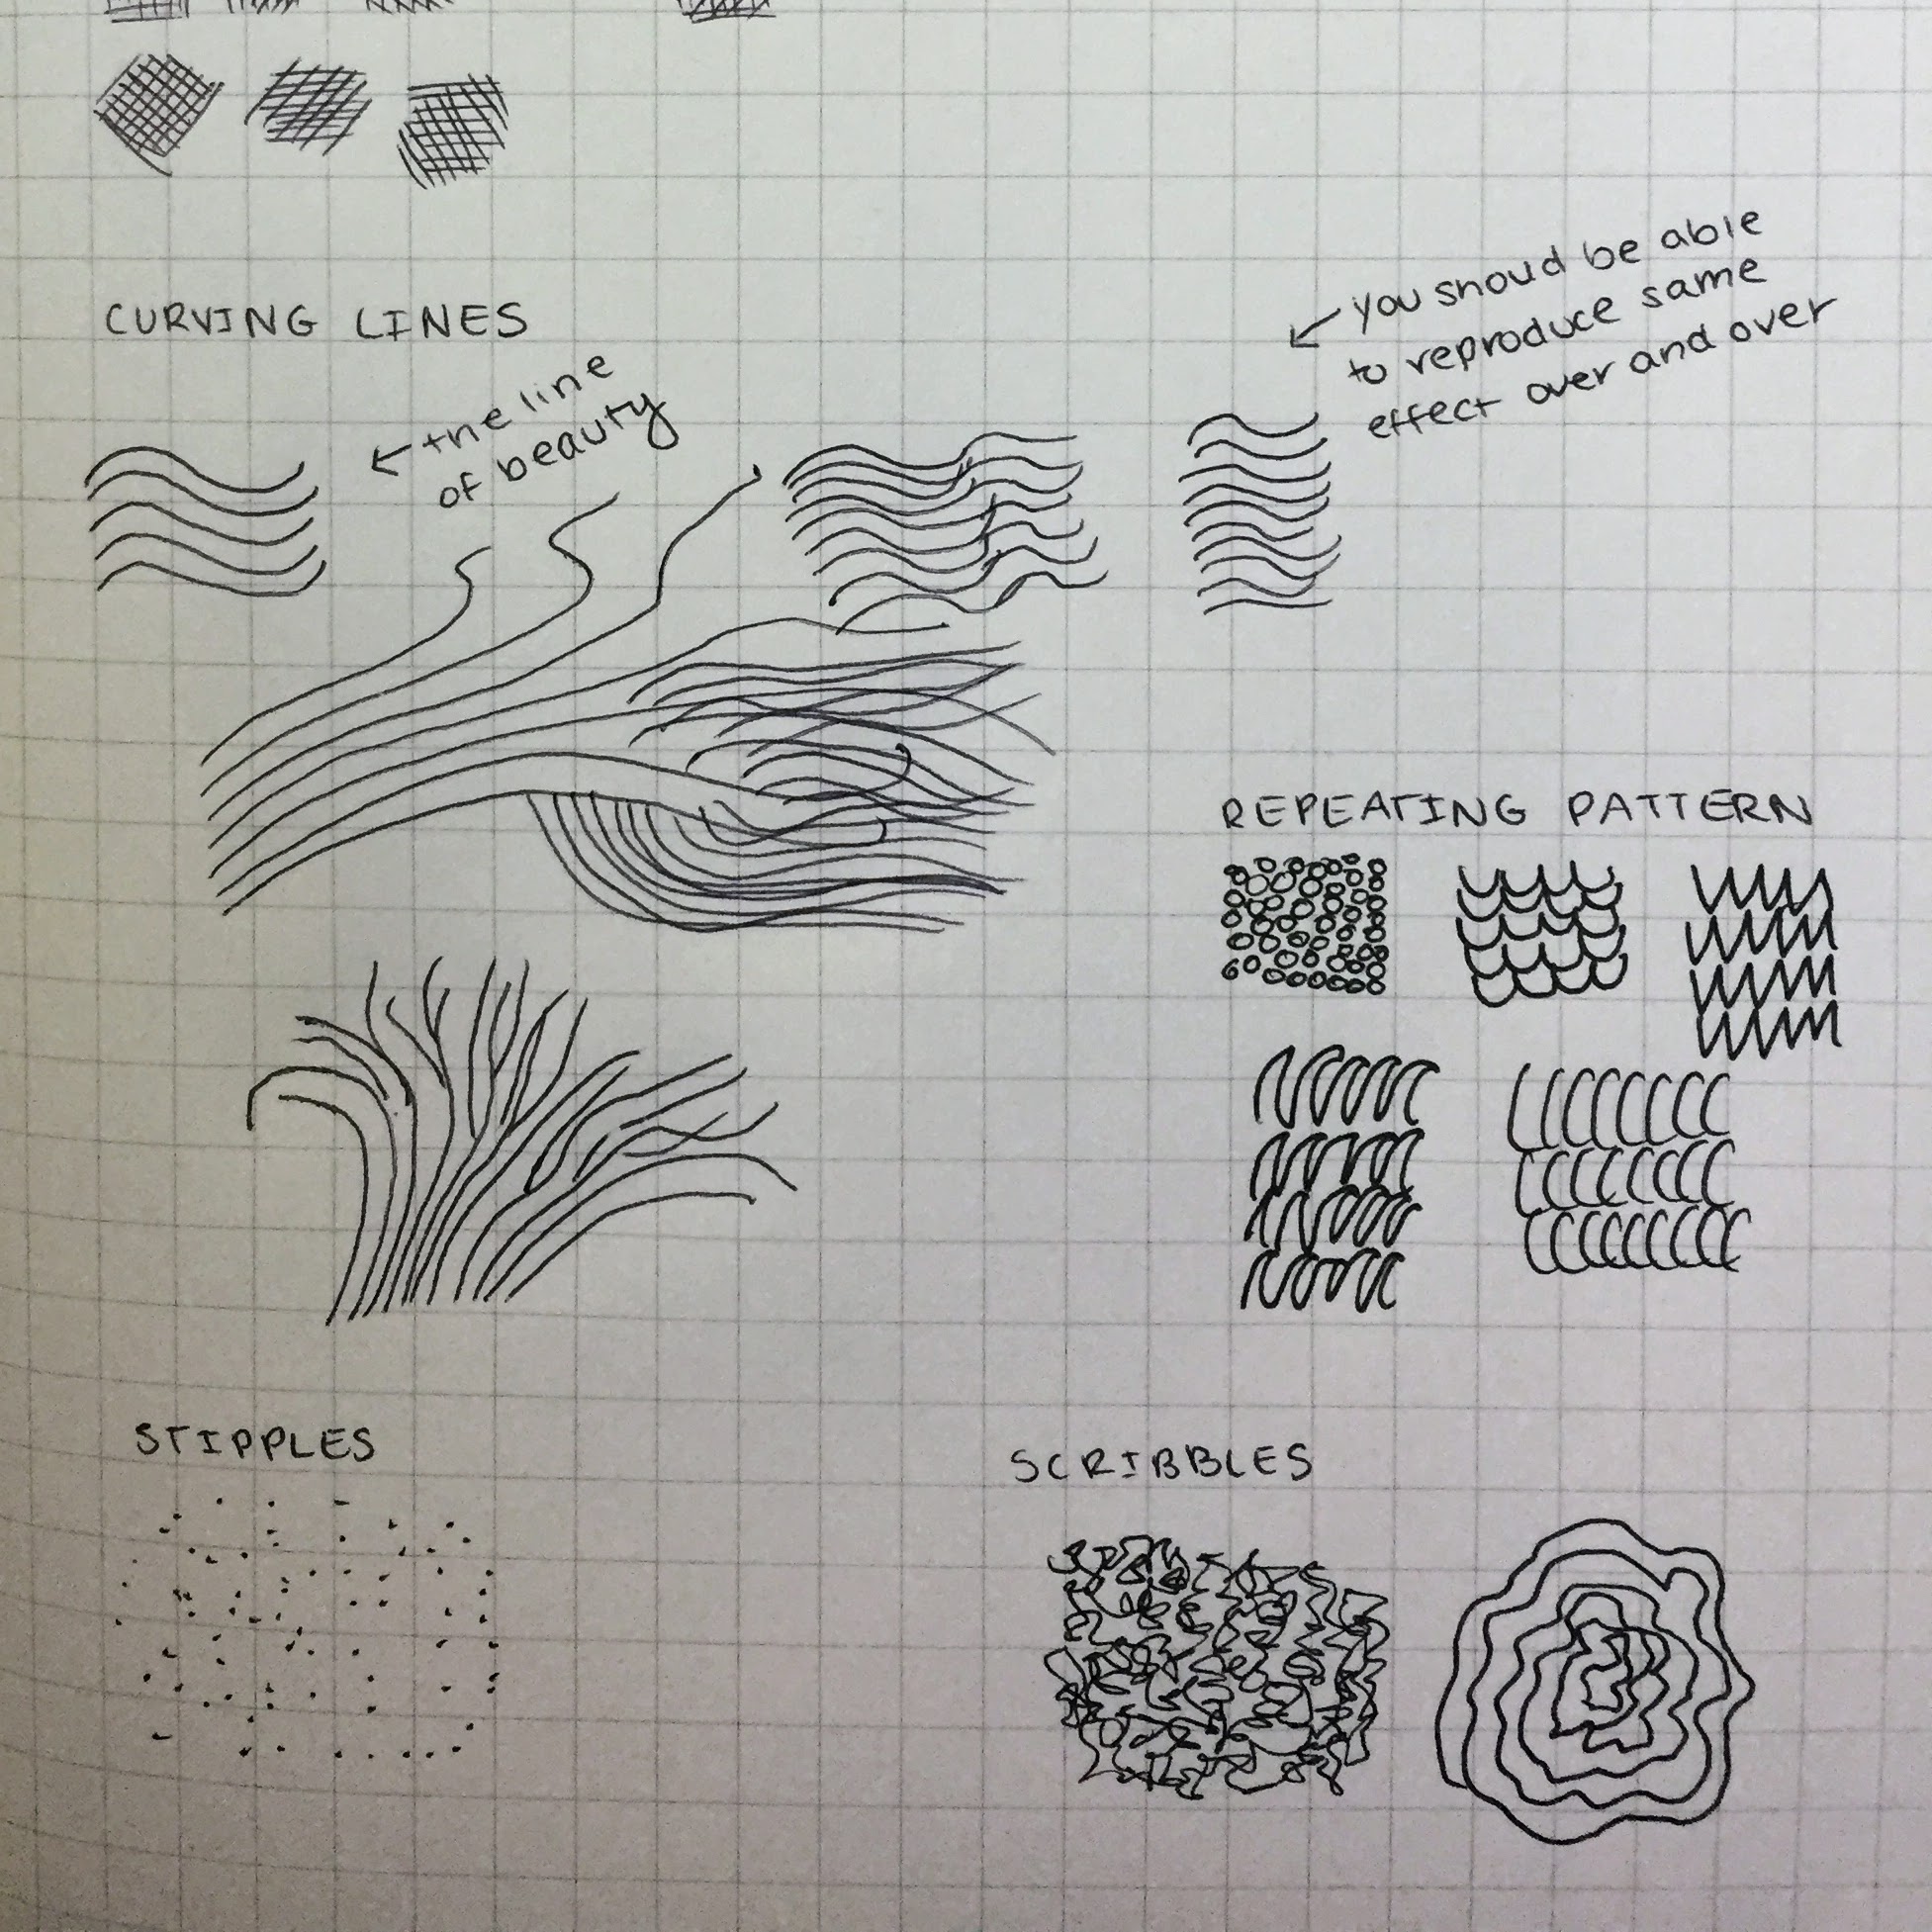 CURVING LINES
← the line
of beauty
← you shoud be able
to reproduce same
effect over and over
REPEATING PATTERN
STIPPLES
SCRIBBLES